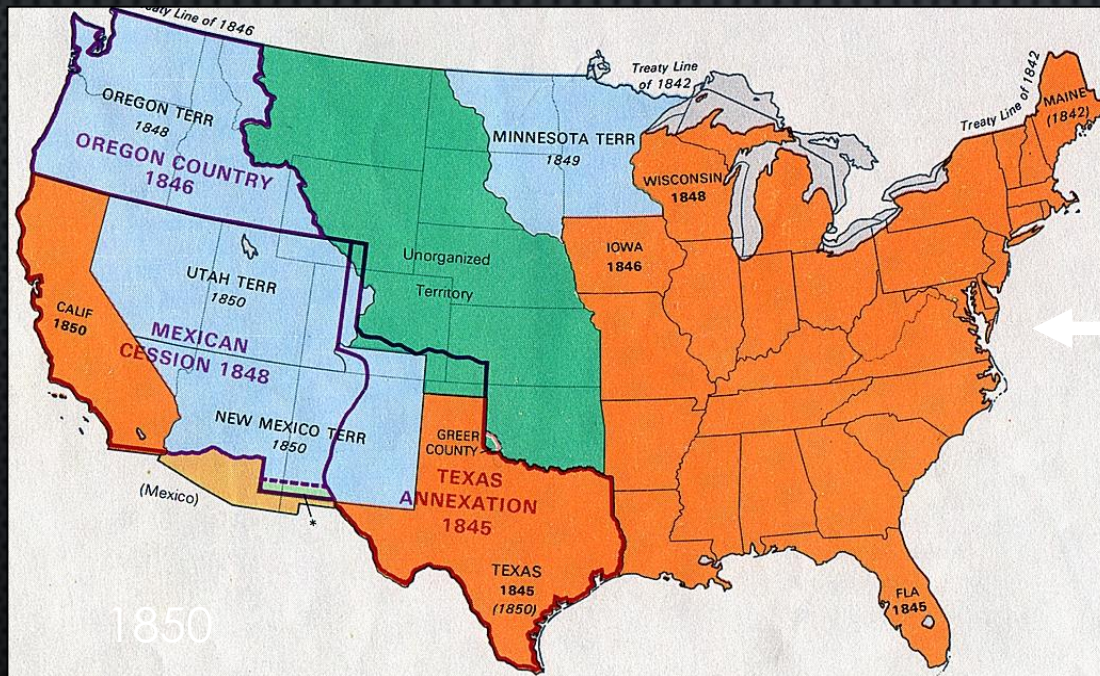 eaty Line of 1846
Treaty Line
of 1842
Treaty Line of 1842
MAINE
(1842)
OREGON TERR
1848
OREGON COUNTRY
1846
MINNESOTA TERR
1849
WISCONSIN
1848
IOWA
1846
Unorganized
Territory
UTAH TERR
1850
CALIF
1850
MEXICAN
CESSION 1848
NEW MEXICO TERR
1850
GREER
COUNTY
TEXAS
ANNEXATION
1845
(Mexico)
*
TEXAS
1845
(1850)
FLA
1845
1850